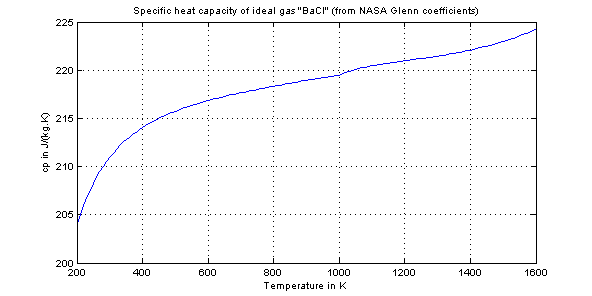 Specific heat capacity of ideal gas "BaCl" (from NASA Glenn coefficients)
225
220
215
210
205
200
cp in J/(kg.K)
200 400 600 800 1000 1200 1400 1600
Temperature in K